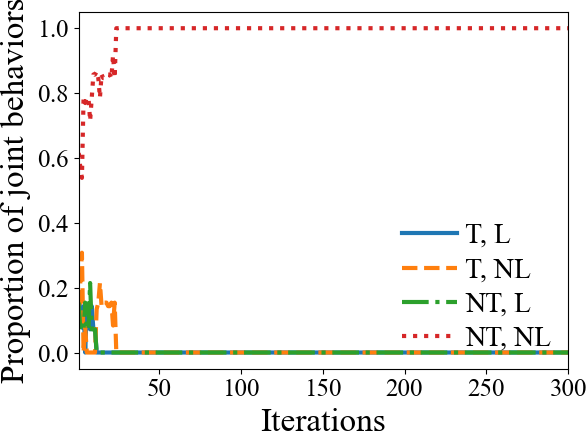 Proportion of joint behaviors
1.0
0.8
0.6
0.4
0.2
0.0
T, L
T, NL
NT, L
NT, NL
50
100
150
200
250
300
Iterations